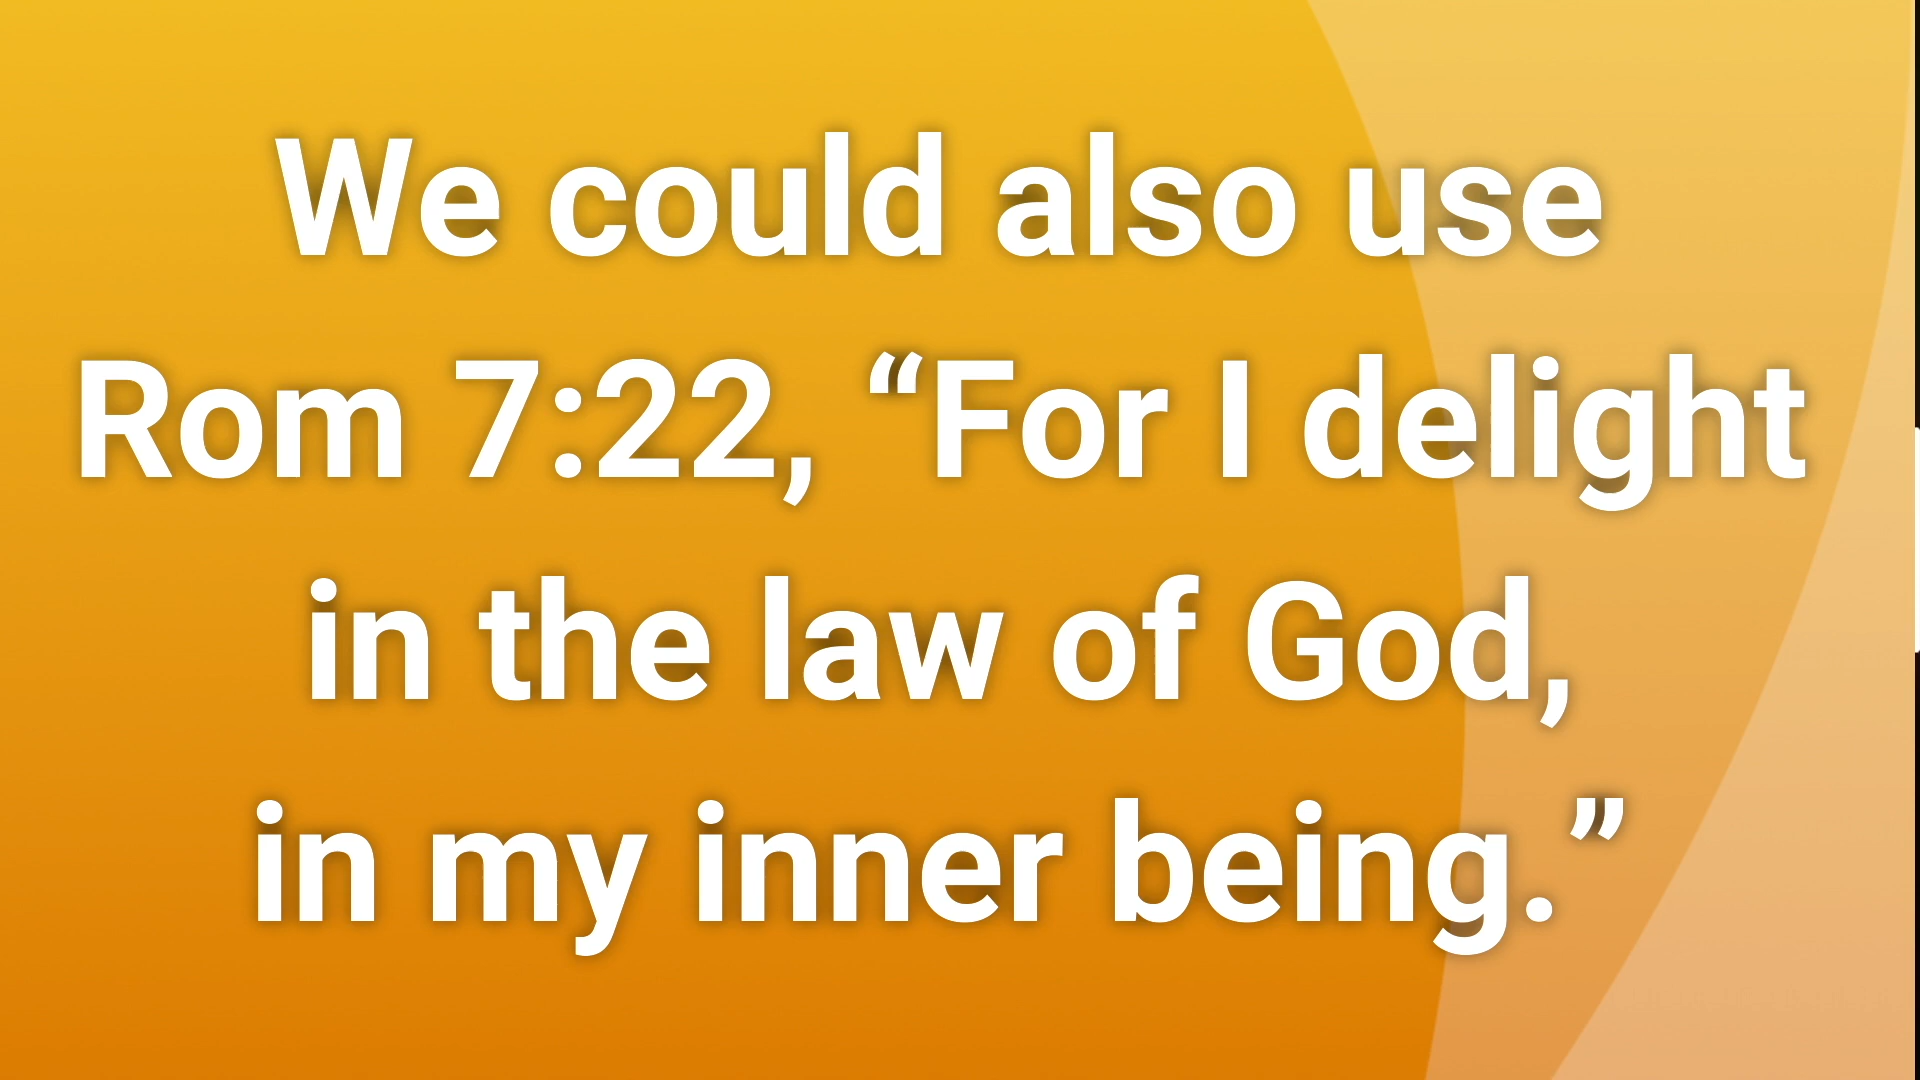 We could also use
Rom 7:22, “For I delight
in the law of God,
in my inner being.”